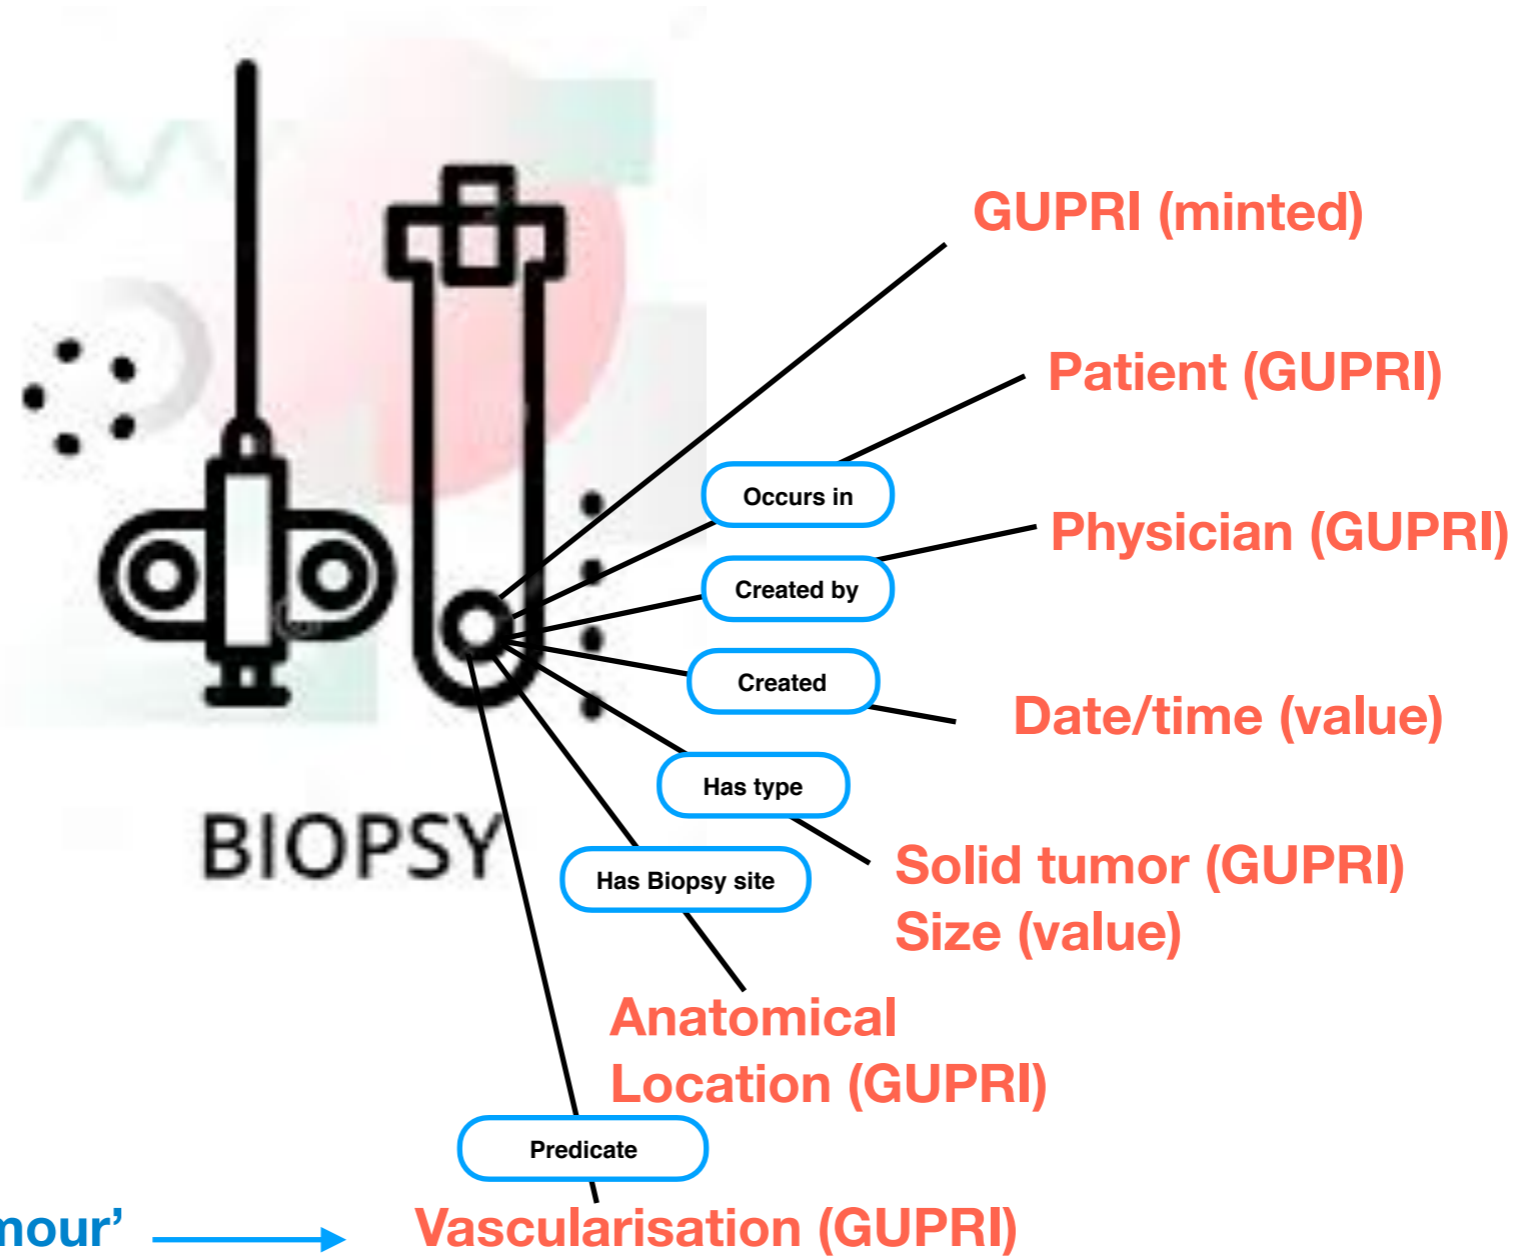 GUPRI (minted)
Patient (GUPRI)
Occurs in
Physician (GUPRI)
Created by
Created
Date/time (value)
Has type
BIOPSY
Solid tumor (GUPRI)
Has Biopsy site
Size (value)
Anatomical
Location (GUPRI)
Predicate
mour’
Vascularisation (GUPRI)